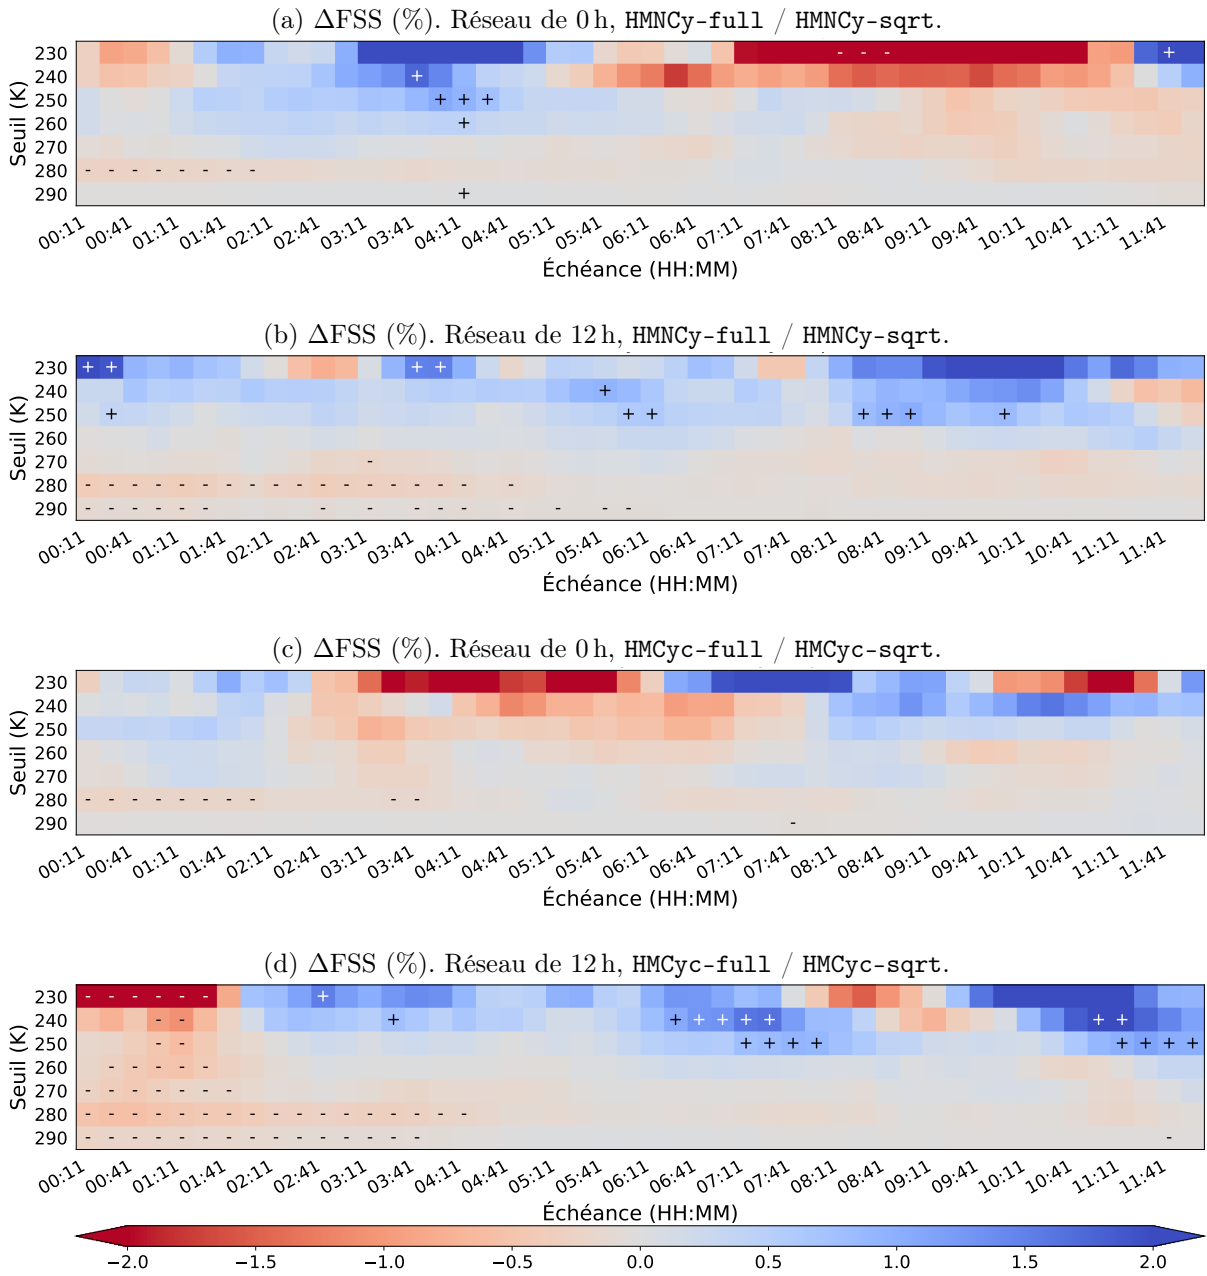 (a) ΔFSS (%). Réseau de 0 h, HMNCy-full / HMNCy-sqrt.
Seuil (K)
230
240
250
260
270
280
290
00:11 00:41 01:11 01:41 02:11 02:41 03:11 03:41 04:11 04:41 05:11 05:41 06:11 06:41 07:11 07:41 08:11 08:41 09:11 09:41 10:11 10:41 11:11 11:41
Échéance (HH:MM)
(b) ΔFSS (%). Réseau de 12 h, HMNCy-full / HMNCy-sqrt.
Seuil (K)
230
240
250
260
270
280
290
00:11 00:41 01:11 01:41 02:11 02:41 03:11 03:41 04:11 04:41 05:11 05:41 06:11 06:41 07:11 07:41 08:11 08:41 09:11 09:41 10:11 10:41 11:11 11:41
Échéance (HH:MM)
(c) ΔFSS (%). Réseau de 0 h, HMCyc-full / HMCyc-sqrt.
Seuil (K)
230
240
250
260
270
280
290
00:11 00:41 01:11 01:41 02:11 02:41 03:11 03:41 04:11 04:41 05:11 05:41 06:11 06:41 07:11 07:41 08:11 08:41 09:11 09:41 10:11 10:41 11:11 11:41
Échéance (HH:MM)
(d) ΔFSS (%). Réseau de 12 h, HMCyc-full / HMCyc-sqrt.
Seuil (K)
230
240
250
260
270
280
290
00:11 00:41 01:11 01:41 02:11 02:41 03:11 03:41 04:11 04:41 05:11 05:41 06:11 06:41 07:11 07:41 08:11 08:41 09:11 09:41 10:11 10:41 11:11 11:41
Échéance (HH:MM)
−2.0 −1.5 −1.0 −0.5 0.0 0.5 1.0 1.5 2.0